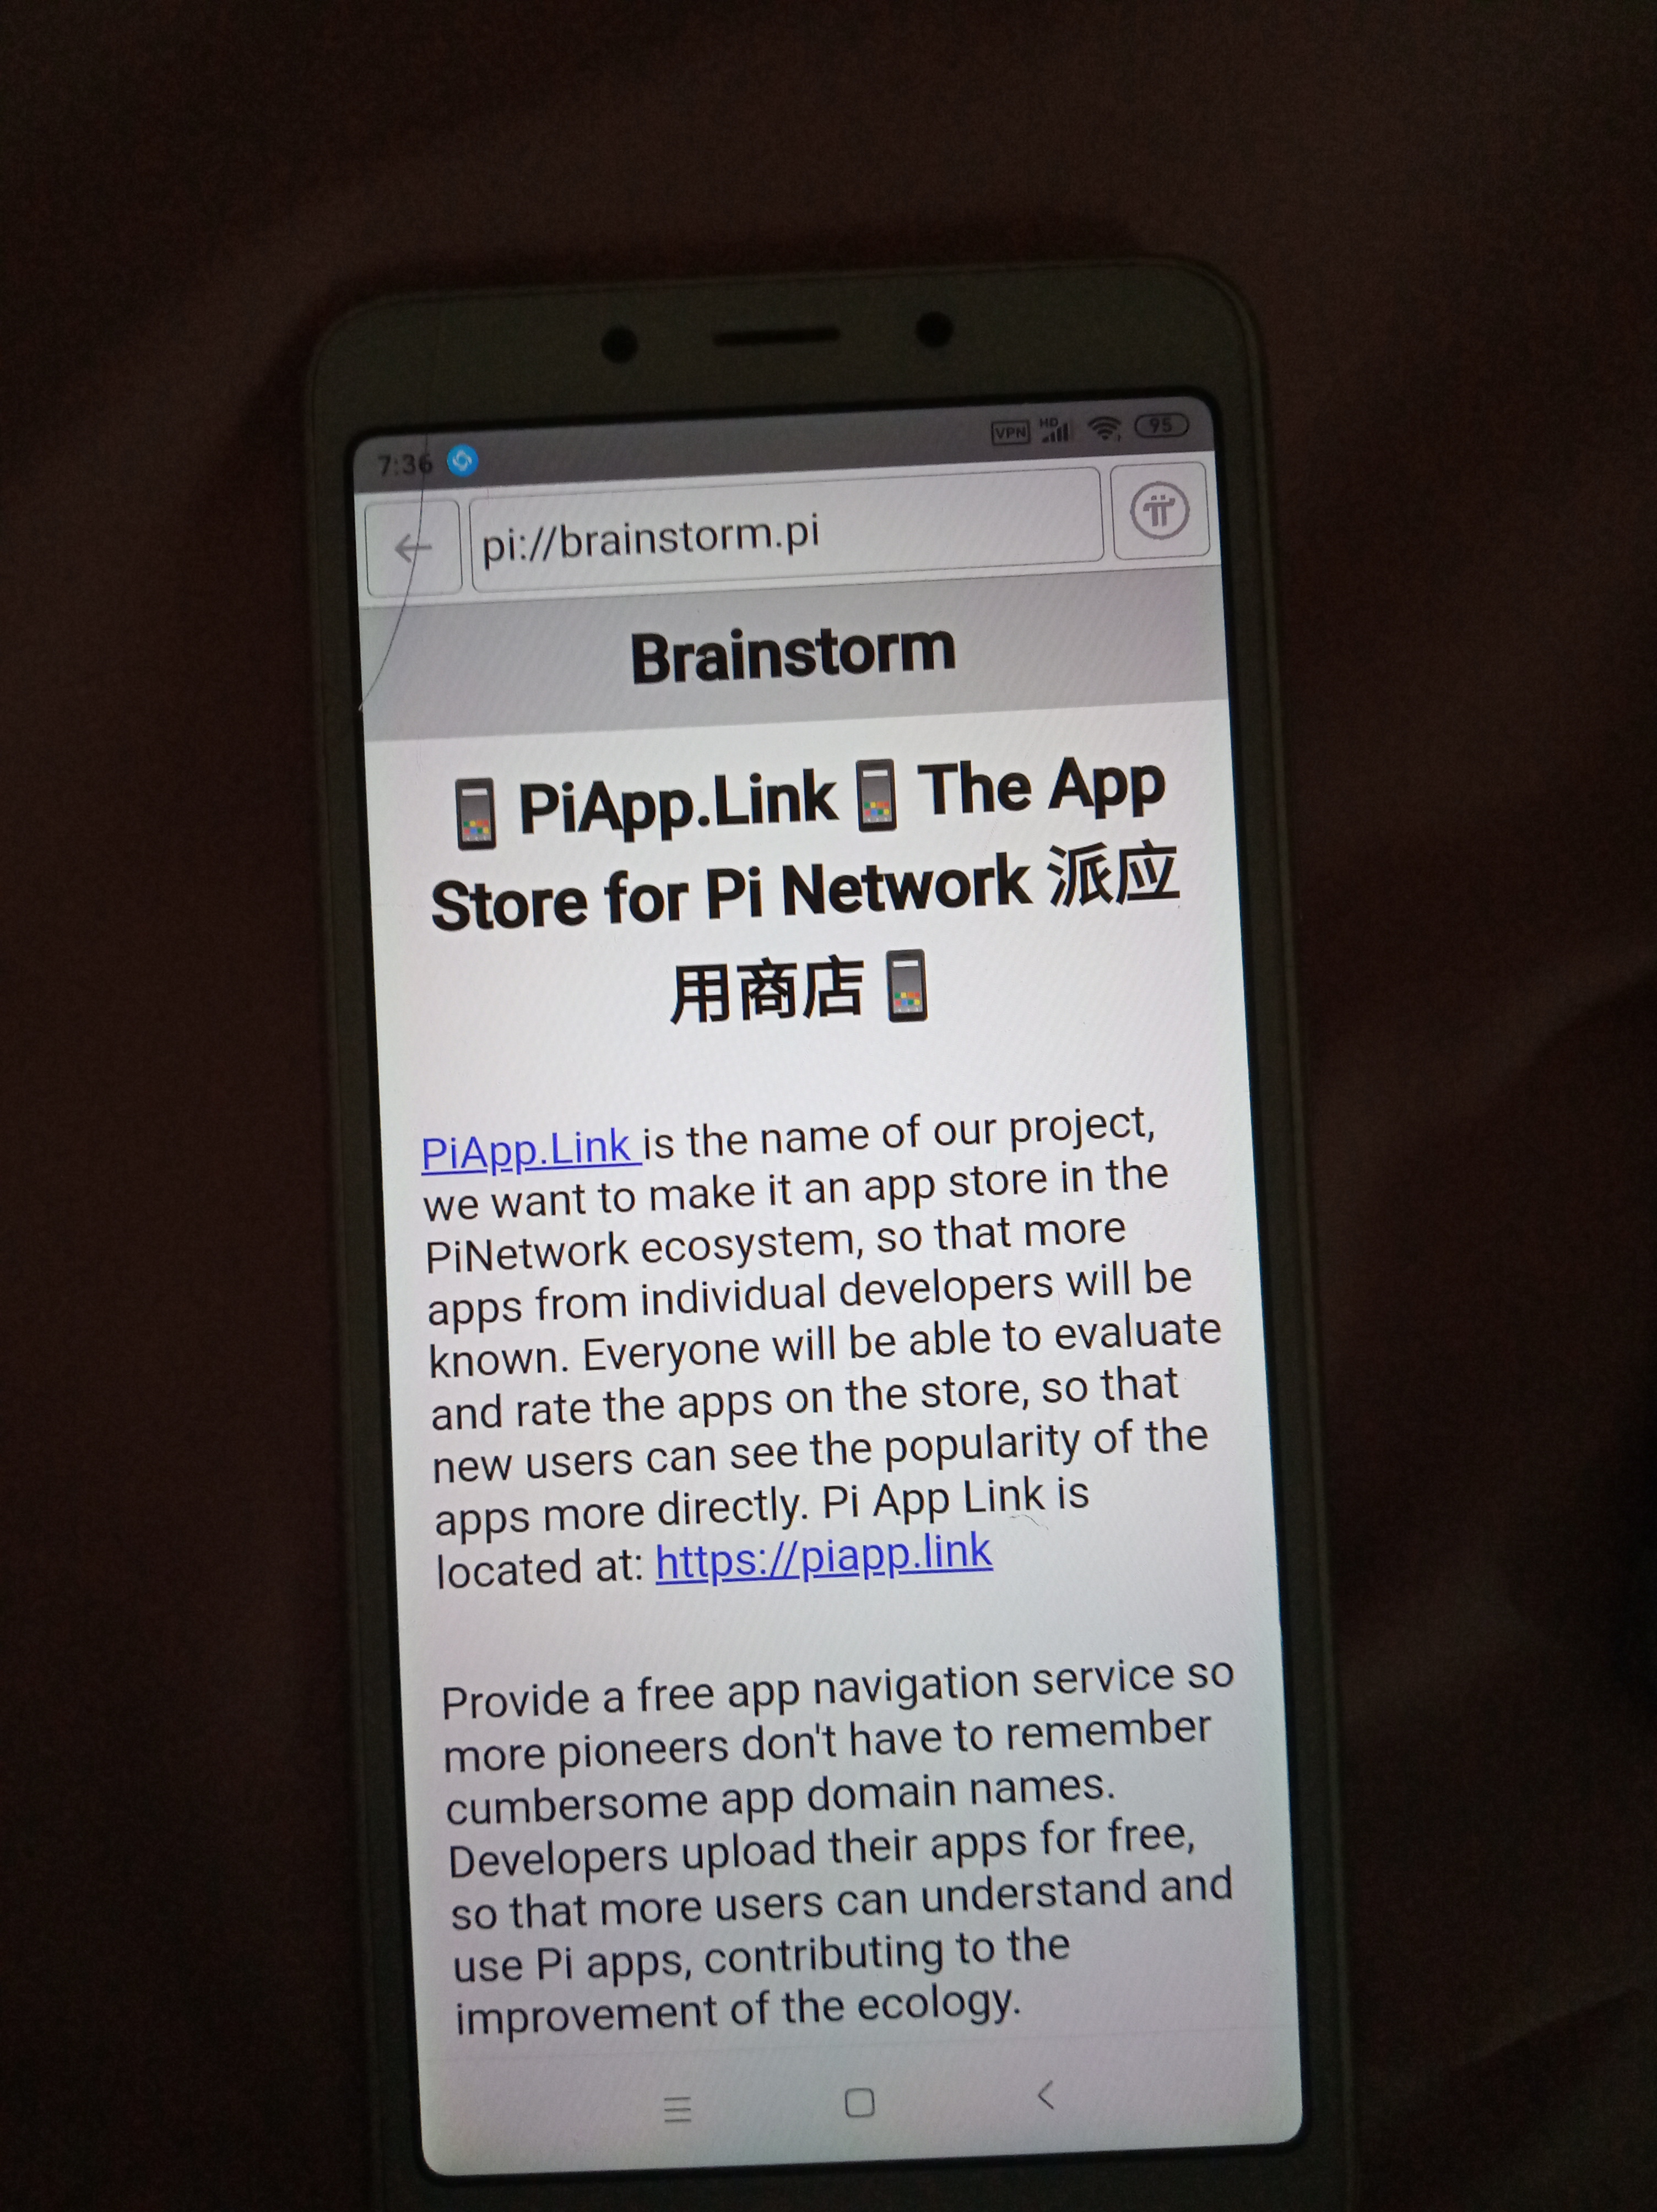 7:36 VPN HD 95
pi://brainstorm.pi
Brainstorm
📱 PiApp.Link 📱 The App
Store for Pi Network 派应
用商店 📱
PiApp.Link is the name of our project,
we want to make it an app store in the
PiNetwork ecosystem, so that more
apps from individual developers will be
known. Everyone will be able to evaluate
and rate the apps on the store, so that
new users can see the popularity of the
apps more directly. Pi App Link is
located at: https://piapp.link
Provide a free app navigation service so
more pioneers don't have to remember
cumbersome app domain names.
Developers upload their apps for free,
so that more users can understand and
use Pi apps, contributing to the
improvement of the ecology.